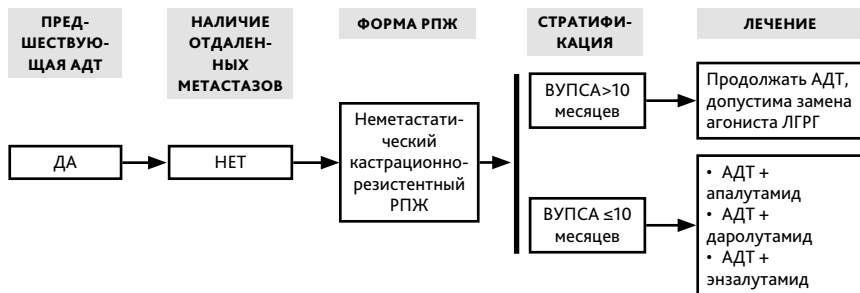 ПРЕД-
ШЕСТВУЮ-
ЩАЯ АДТ
НАЛИЧИЕ
ОТДАЛЕН-
НЫХ
МЕТАСТАЗОВ
ФОРМА РПЖ
СТРАТИФИ-
КАЦИЯ
ЛЕЧЕНИЕ
ДА
НЕТ
Неметастати-
ческий
кастрационно-
резистентный
РПЖ
ВУПСА>10
месяцев
Продолжать АДТ,
допустима замена
агониста ЛГРГ
ВУПСА ≤10
месяцев
• АДТ +
апалутамид
• АДТ +
даролутамид
• АДТ +
энзалутамид